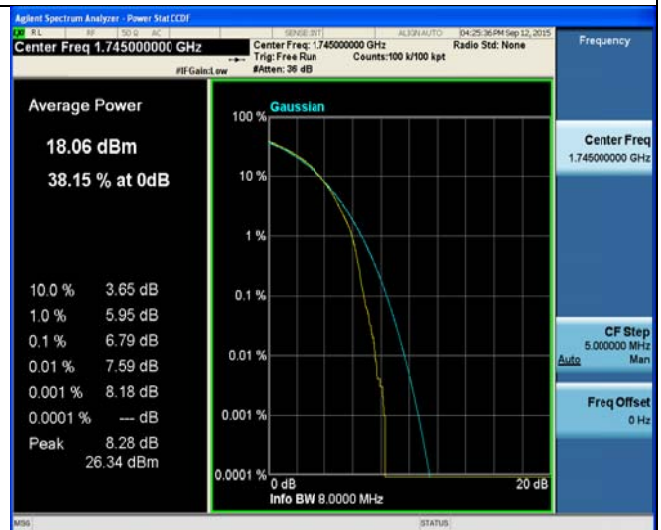 Agilent Spectrum Analyzer - Power Stat CCDF
RL RF 50 Ω AC SENSE:INT ALIGN AUTO 04:25:36 PM Sep 12, 2015
Center Freq 1.745000000 GHz
Center Freq: 1.745000000 GHz Radio Std: None
Trig: Free Run Counts:100 k/100 kpt
#IFGain:Low #Atten: 36 dB
Frequency
Average Power
18.06 dBm
38.15 % at 0dB
10.0 % 3.65 dB
1.0 % 5.95 dB
0.1 % 6.79 dB
0.01 % 7.59 dB
0.001 % 8.18 dB
0.0001 % --- dB
Peak 8.28 dB
26.34 dBm
Gaussian
100 %
10 %
1 %
0.1 %
0.01 %
0.001 %
0.0001 %
0 dB 20 dB
Info BW 8.0000 MHz
Center Freq
1.745000000 GHz
CF Step
5.000000 MHz
Auto Man
Freq Offset
0 Hz
MSG STATUS